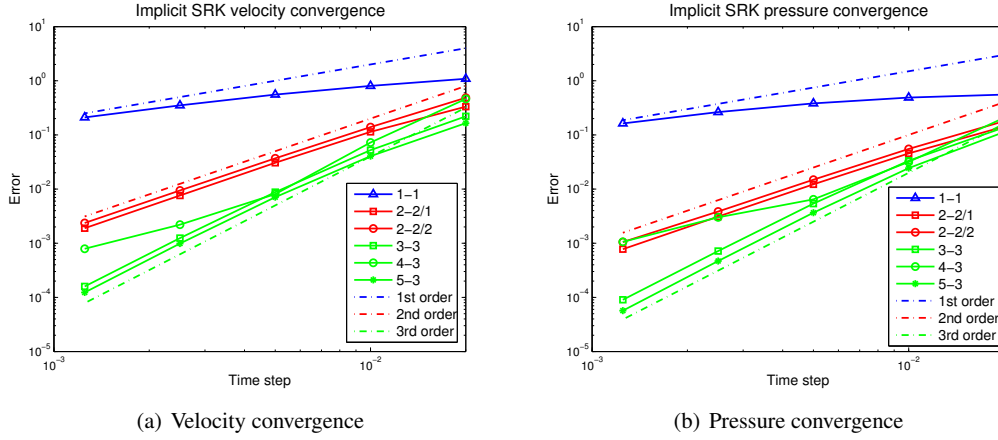 Implicit SRK velocity convergence
10^1
10^0
10^−1
10^−2
10^−3
10^−4
10^−5
Error
1−1
2−2/1
2−2/2
3−3
4−3
5−3
1st order
2nd order
3rd order
10^−3
10^−2
Time step
(a) Velocity convergence
Implicit SRK pressure convergence
10^1
10^0
10^−1
10^−2
10^−3
10^−4
10^−5
Error
1−1
2−2/1
2−2/2
3−3
4−3
5−3
1st order
2nd order
3rd order
10^−3
10^−2
Time step
(b) Pressure convergence